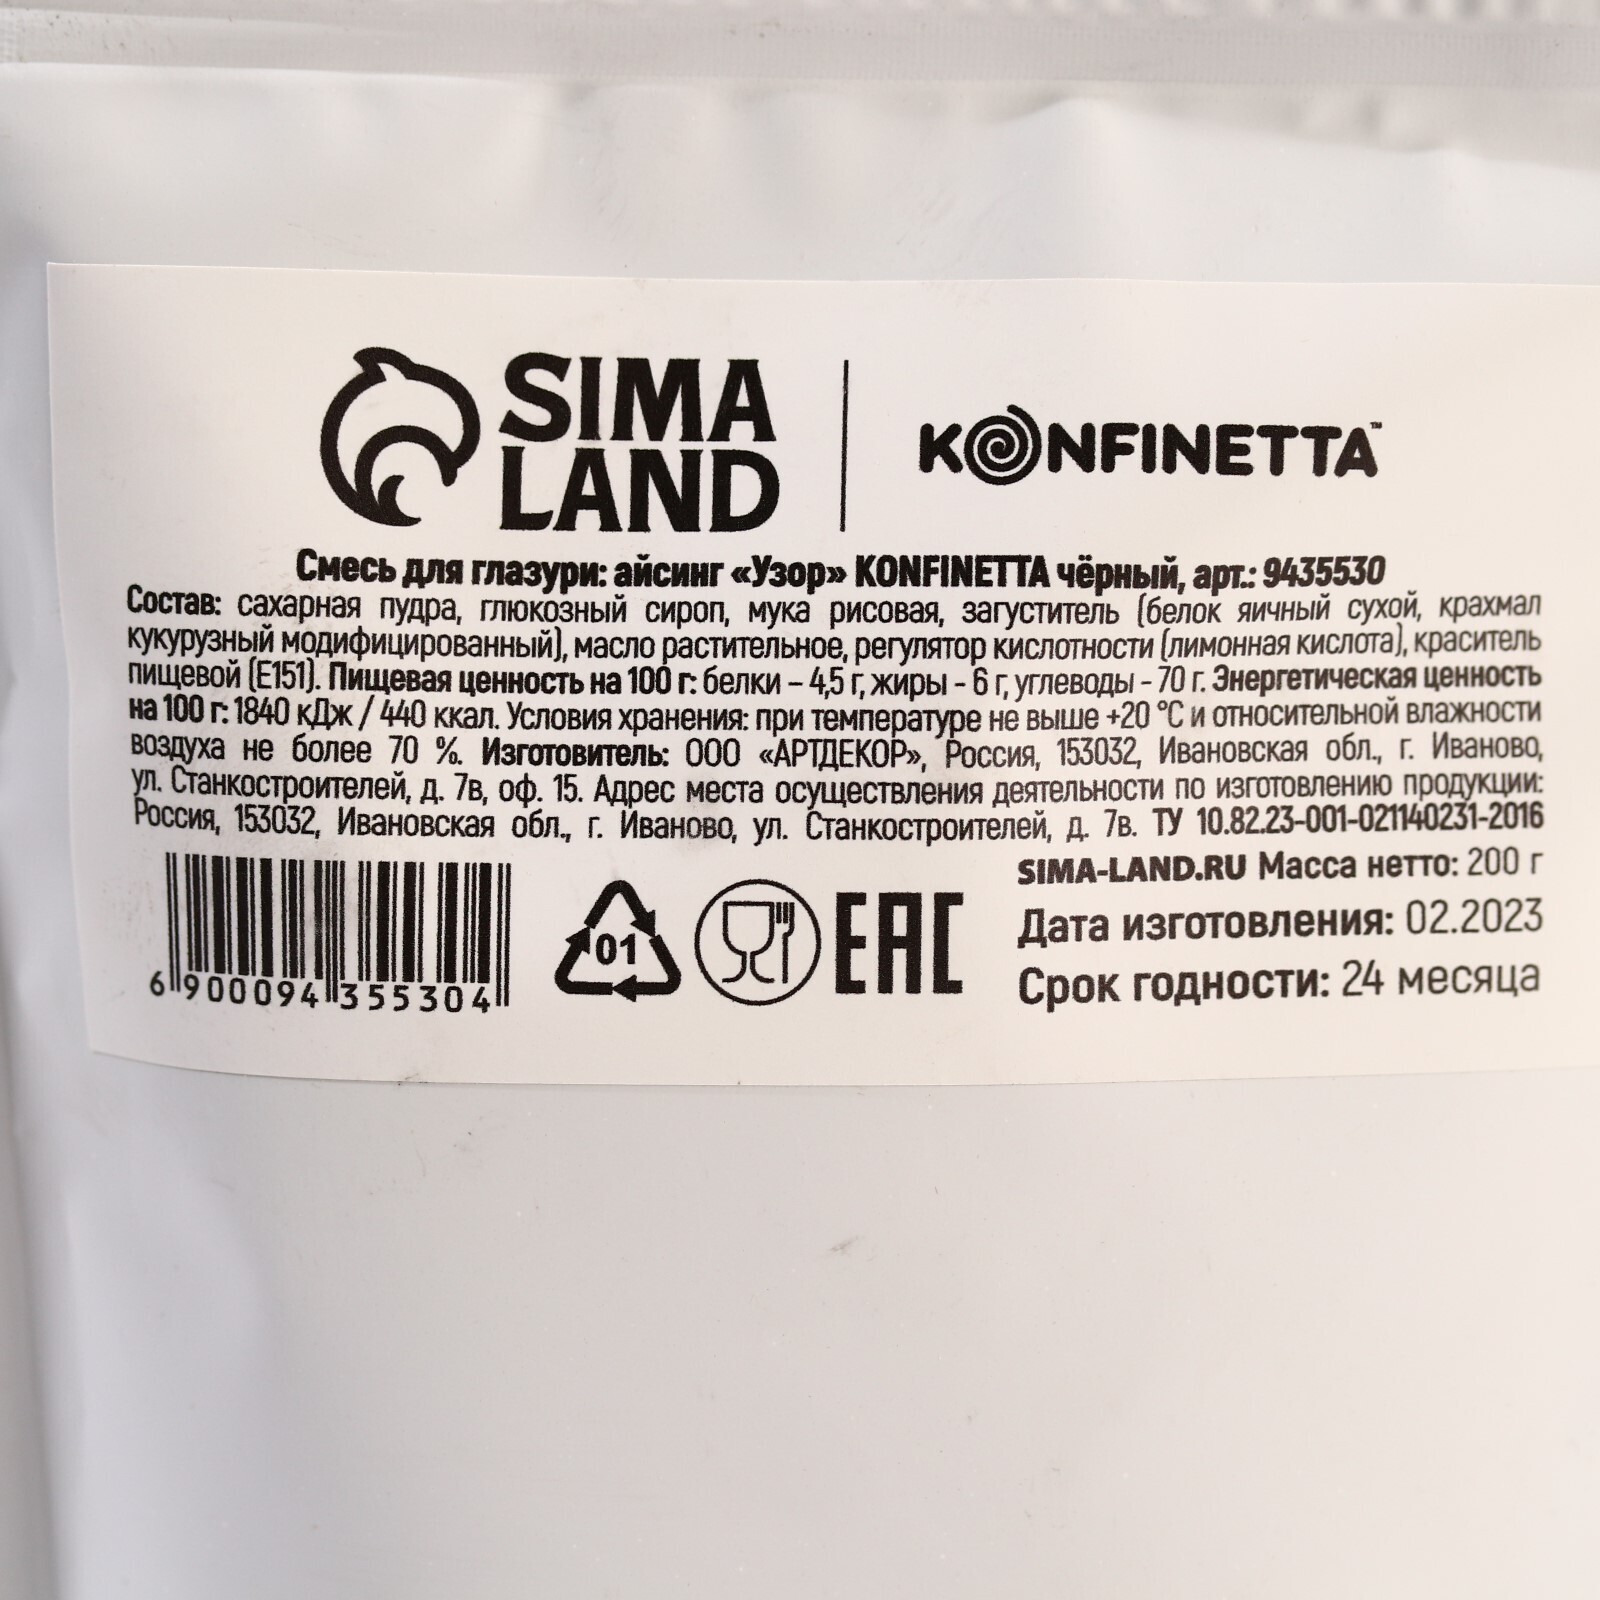 SIMA
LAND
KONFINETTA™
Смесь для глазури: айсинг «Узор» KONFINETTA чёрный, арт.: 9435530
Состав: сахарная пудра, глюкозный сироп, мука рисовая, загуститель (белок яичный сухой, крахмал
кукурузный модифицированный), масло растительное, регулятор кислотности (лимонная кислота), краситель
пищевой (Е151). Пищевая ценность на 100 г: белки – 4,5 г, жиры - 6 г, углеводы - 70 г. Энергетическая ценность
на 100 г: 1840 кДж / 440 ккал. Условия хранения: при температуре не выше +20 °С и относительной влажности
воздуха не более 70 %. Изготовитель: ООО «АРТДЕКОР», Россия, 153032, Ивановская обл., г. Иваново,
ул. Станкостроителей, д. 7в, оф. 15. Адрес места осуществления деятельности по изготовлению продукции:
Россия, 153032, Ивановская обл., г. Иваново, ул. Станкостроителей, д. 7в. ТУ 10.82.23-001-021140231-2016
SIMA-LAND.RU Масса нетто: 200 г
Дата изготовления: 02.2023
Срок годности: 24 месяца
6 900094 355304
01
EAC